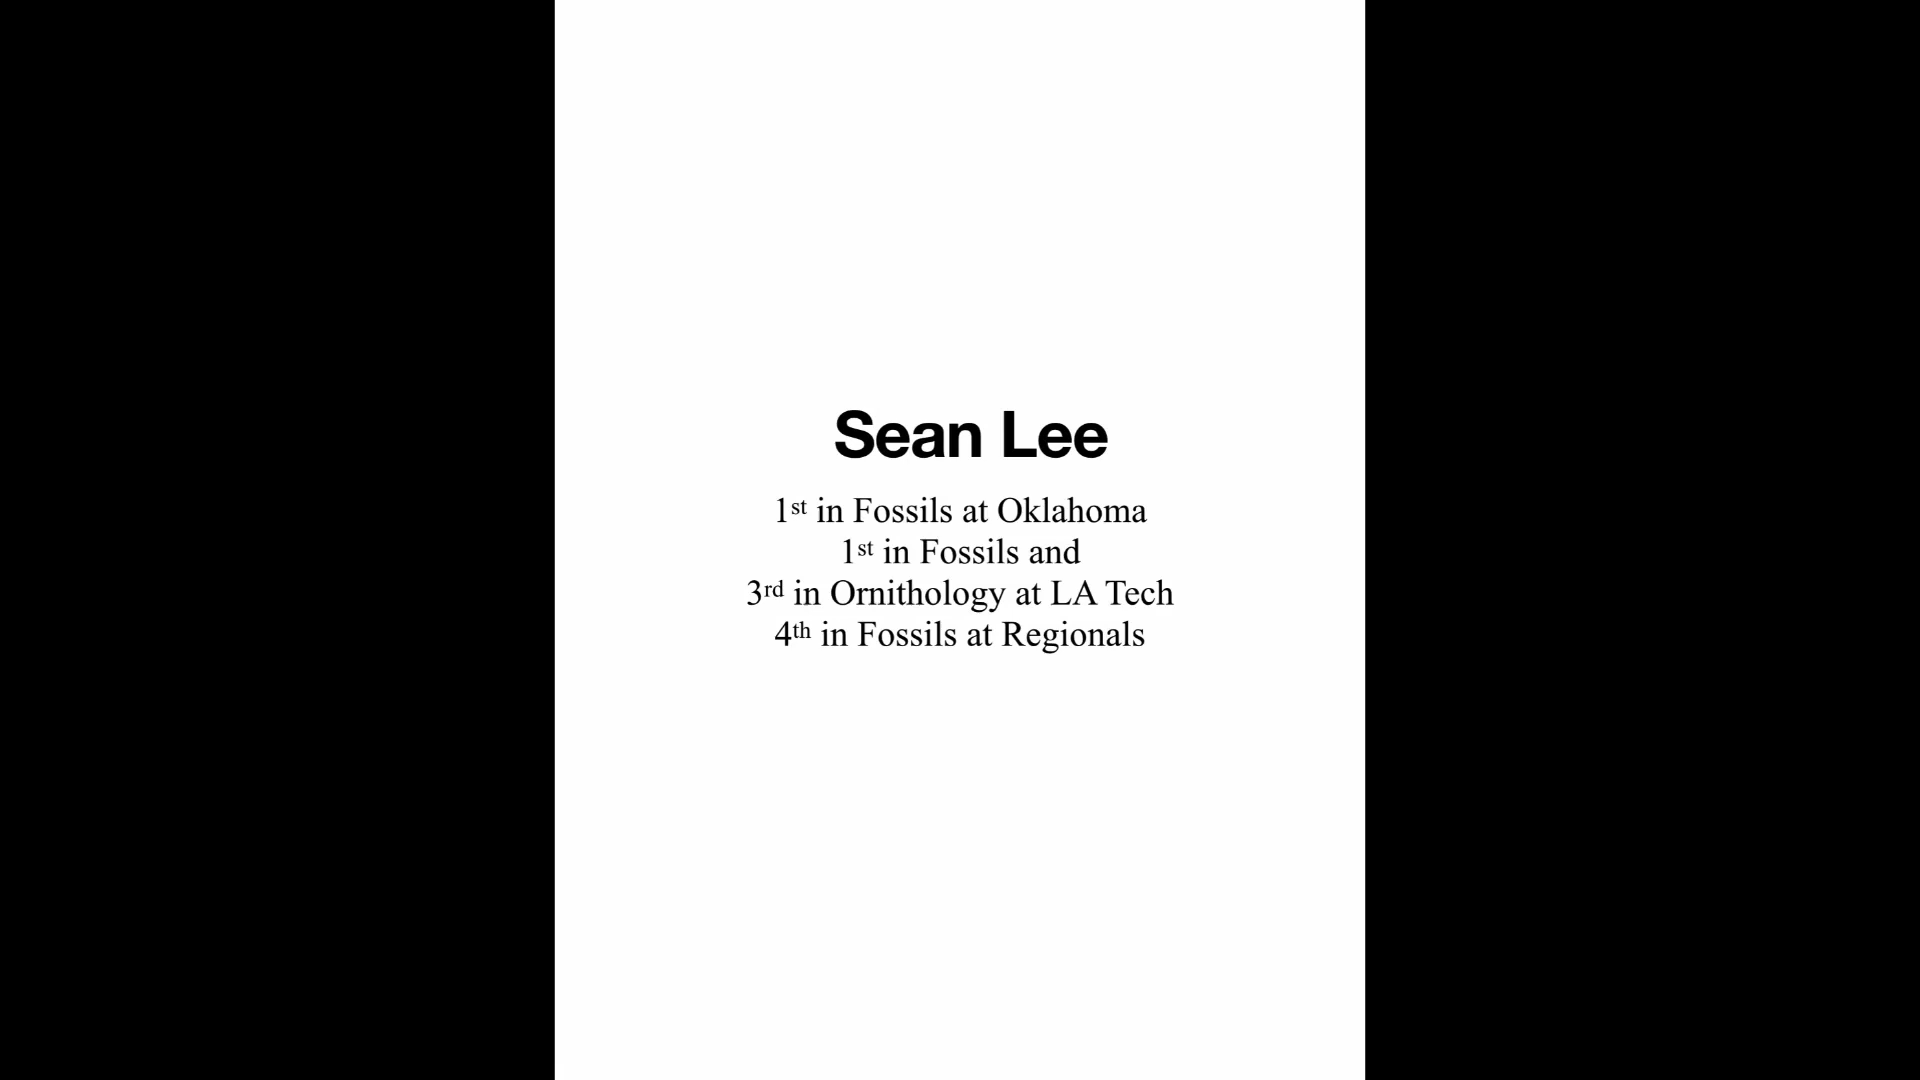 Sean Lee
1st in Fossils at Oklahoma
1st in Fossils and
3rd in Ornithology at LA Tech
4th in Fossils at Regionals